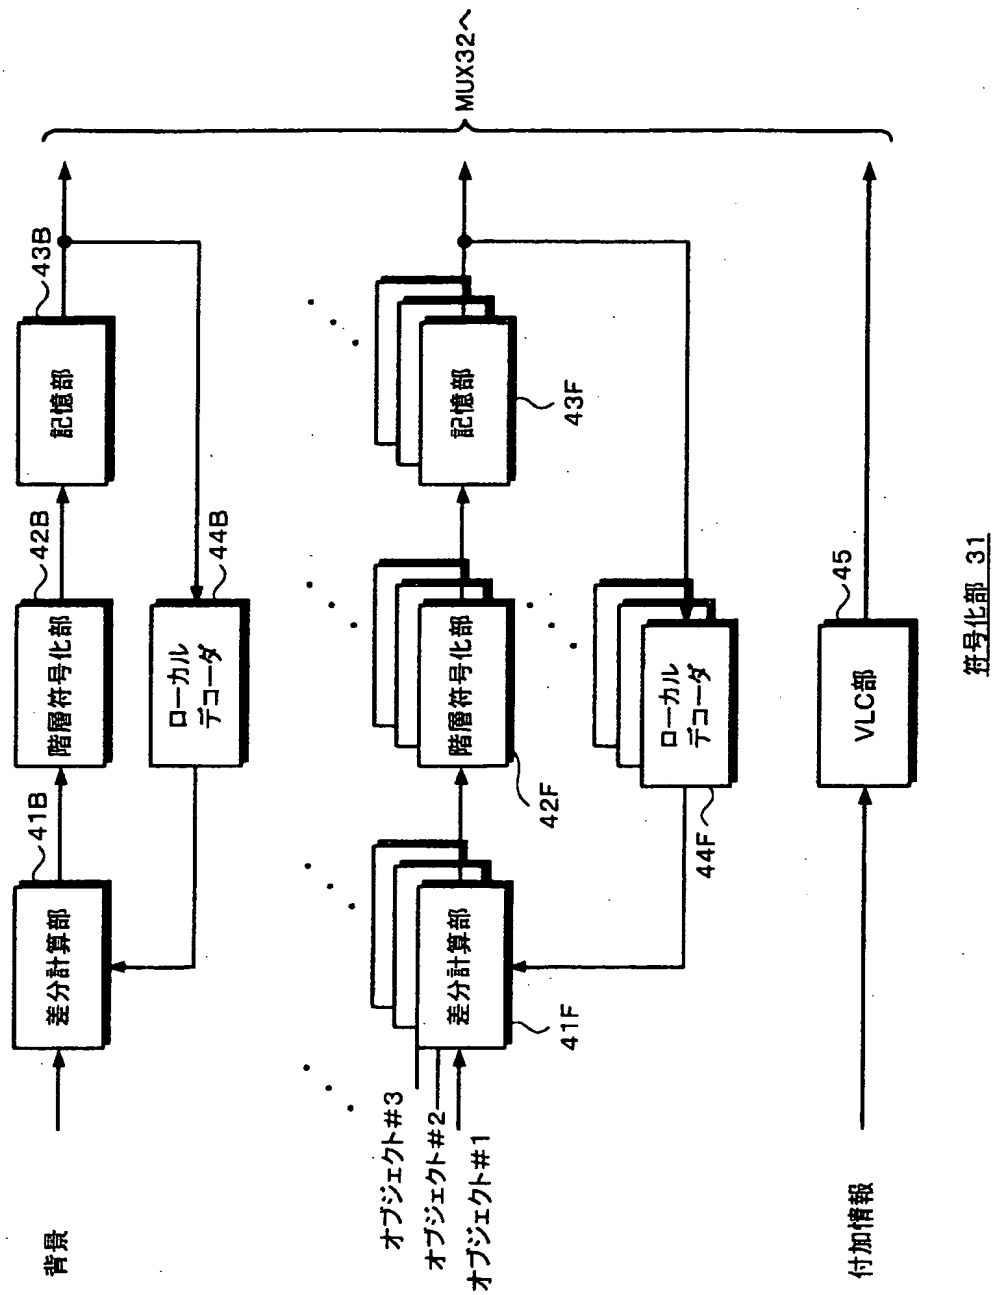 背景
差分計算部
41B
階層符号化部
42B
記憶部
43B
ローカル
デコーダ
44B
オブジェクト#3
オブジェクト#2
オブジェクト#1
差分計算部
41F
階層符号化部
42F
記憶部
43F
ローカル
デコーダ
44F
MUX32へ
付加情報
VLC部
45
符号化部 31